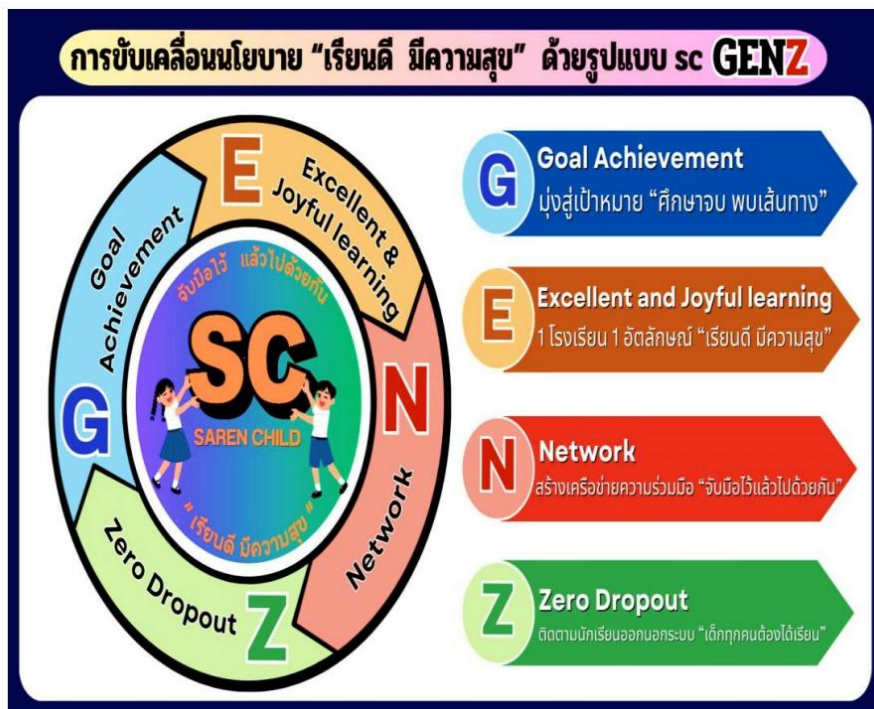 การขับเคลื่อนนโยบาย “เรียนดี มีความสุข” ด้วยรูปแบบ sc GENZ
G
Goal
Achievement
E
Excellent &
Joyful learning
N
Network
Z
Zero Dropout
จับมือไว้ แล้วไปด้วยกัน
SC
SAREN CHILD
“เรียนดี มีความสุข”
G
Goal Achievement
มุ่งสู่เป้าหมาย “ศึกษาจบ พบเส้นทาง”
E
Excellent and Joyful learning
1 โรงเรียน 1 อัตลักษณ์ “เรียนดี มีความสุข”
N
Network
สร้างเครือข่ายความร่วมมือ “จับมือไว้แล้วไปด้วยกัน”
Z
Zero Dropout
ติดตามนักเรียนออกนอกระบบ “เด็กทุกคนต้องได้เรียน”